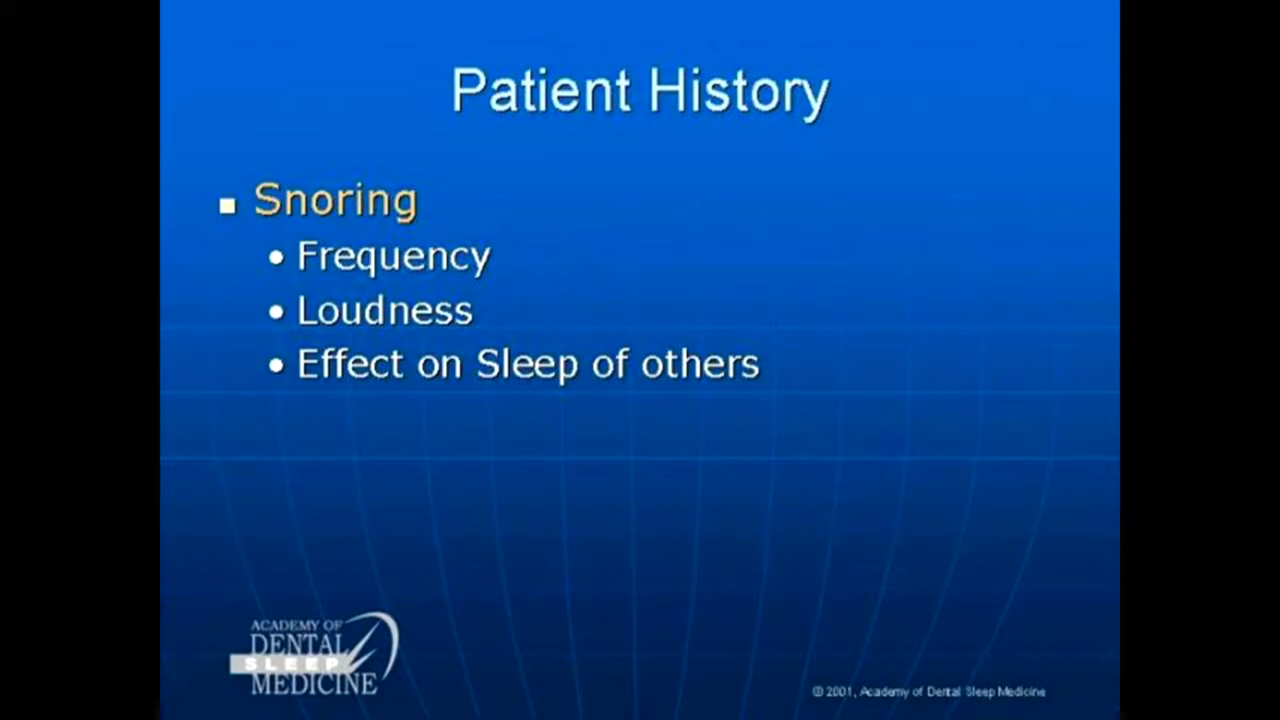 Patient History
Snoring
Frequency
Loudness
Effect on Sleep of others
ACADEMY OF
DENTAL
SLEEP
MEDICINE
© 2001, Academy of Dental Sleep Medicine